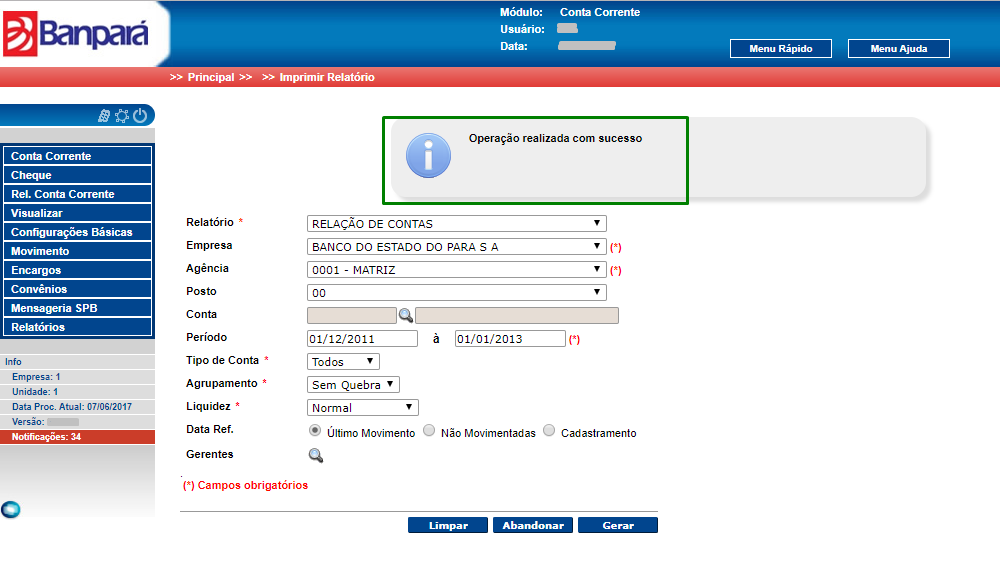 Banpará
Módulo: Conta Corrente
Usuário:
Data:
Menu Rápido Menu Ajuda
>> Principal >> >> Imprimir Relatório
Conta Corrente
Cheque
Rel. Conta Corrente
Visualizar
Configurações Básicas
Movimento
Encargos
Convênios
Mensageria SPB
Relatórios
Info
Empresa: 1
Unidade: 1
Data Proc. Atual: 07/06/2017
Versão:
Notificações: 34
Operação realizada com sucesso
Relatório * RELAÇÃO DE CONTAS
Empresa BANCO DO ESTADO DO PARA S A (*)
Agência 0001 - MATRIZ (*)
Posto 00
Conta
Período 01/12/2011 à 01/01/2013 (*)
Tipo de Conta * Todos
Agrupamento * Sem Quebra
Liquidez * Normal
Data Ref. Último Movimento Não Movimentadas Cadastramento
Gerentes
(*) Campos obrigatórios
Limpar Abandonar Gerar